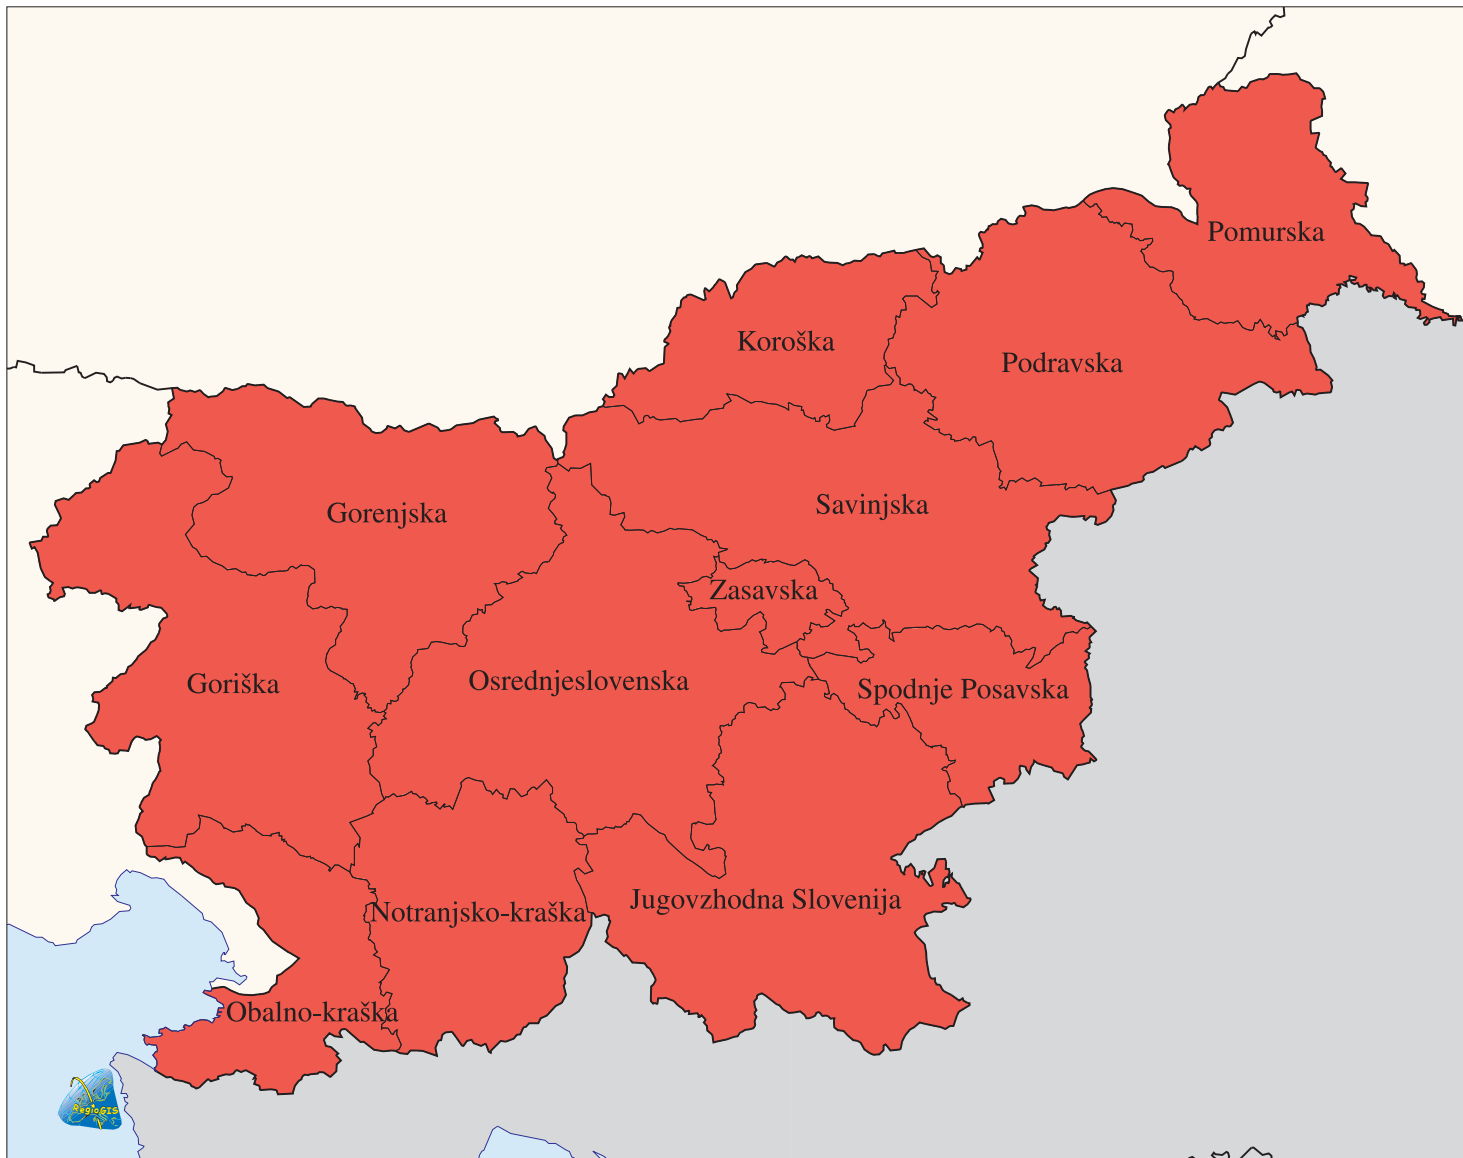 Pomurska
Koroška
Podravska
Savinjska
Gorenjska
Zasavska
Goriška
Osrednjeslovenska
Spodnje Posavska
Jugovzhodna Slovenija
Notranjsko-kraška
Obalno-kraška
RegioGIS